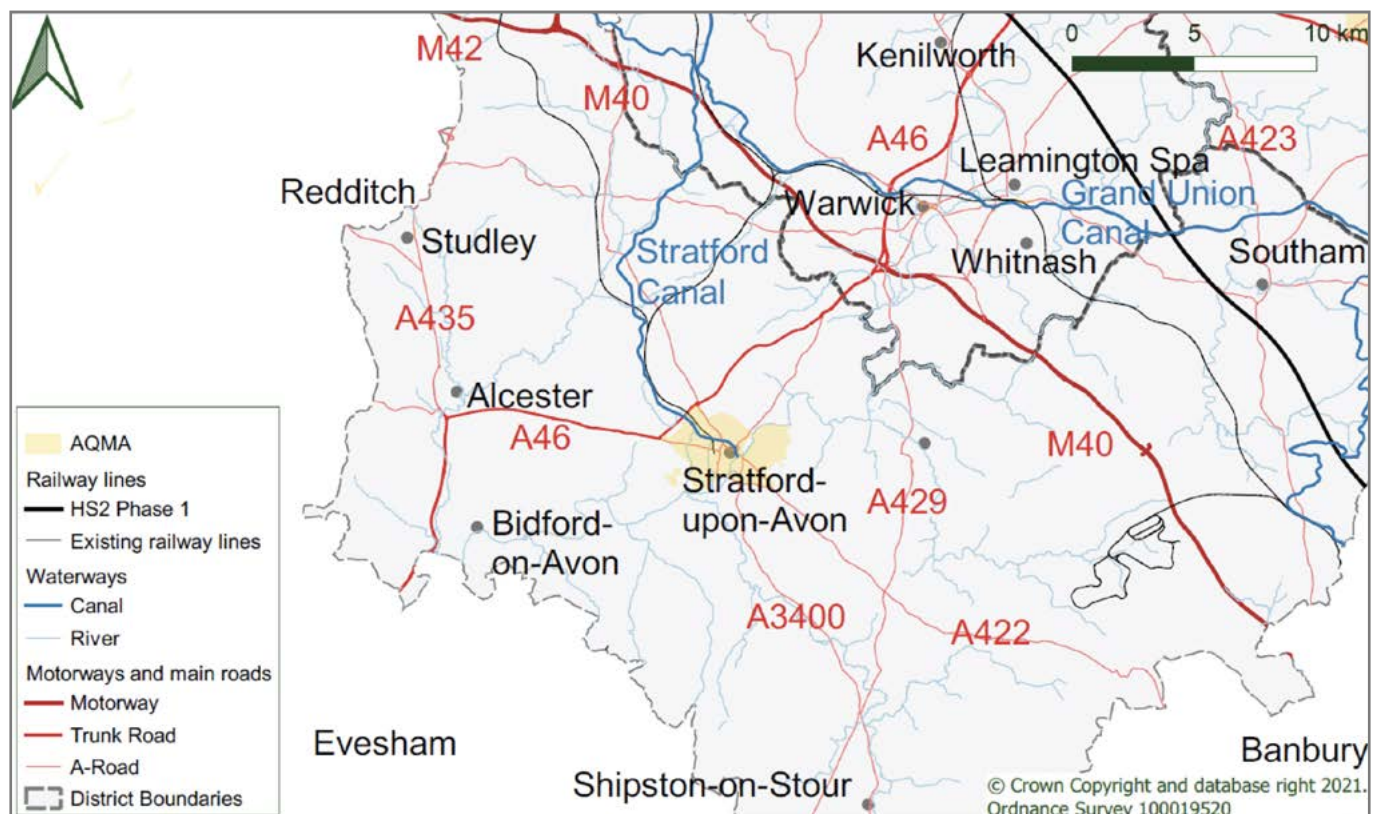 M42
Kenilworth
0 5 10 km
M40
A46
A423
Leamington Spa
Redditch
Warwick
Grand Union
Canal
Studley
Stratford
Canal
Whitnash
Southam
A435
Alcester
A46
M40
Stratford-
upon-Avon
A429
Bidford-
on-Avon
A3400
A422
Evesham
Banbury
Shipston-on-Stour
AQMA
Railway lines
HS2 Phase 1
Existing railway lines
Waterways
Canal
River
Motorways and main roads
Motorway
Trunk Road
A-Road
District Boundaries
© Crown Copyright and database right 2021.
Ordnance Survey 100019520